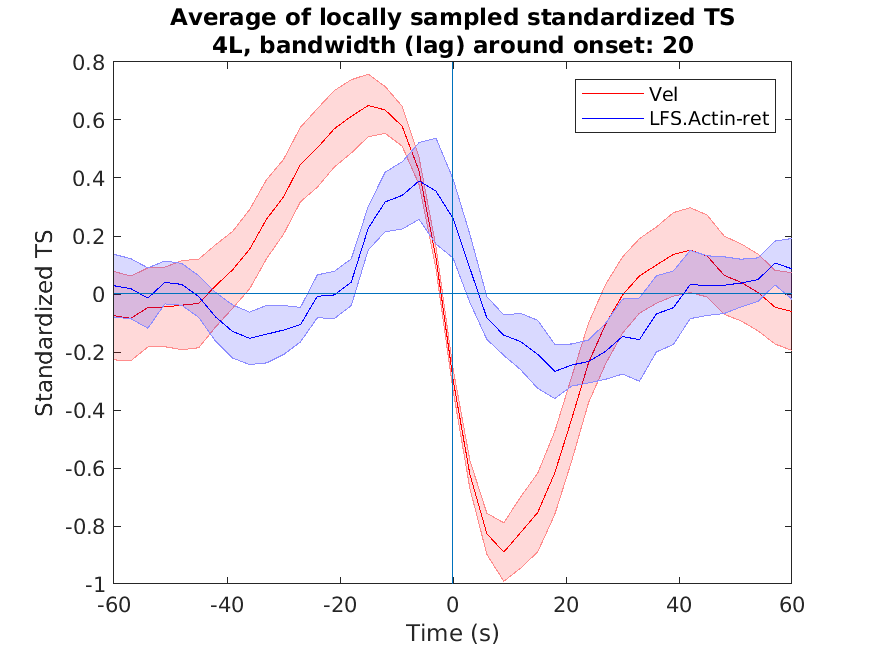 Average of locally sampled standardized TS
4L, bandwidth (lag) around onset: 20
Vel
LFS.Actin-ret
Standardized TS
0.8
0.6
0.4
0.2
0
-0.2
-0.4
-0.6
-0.8
-1
-60
-40
-20
0
20
40
60
Time (s)